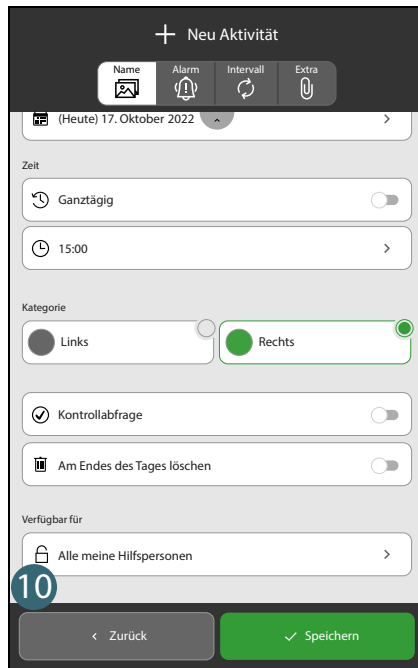 Neu Aktivität
Name Alarm Intervall Extra
(Heute) 17. Oktober 2022
Zeit
Ganztägig
15:00
Kategorie
Links Rechts
Kontrollabfrage
Am Endes des Tages löschen
Verfügbar für
Alle meine Hilfspersonen
10
Zurück Speichern